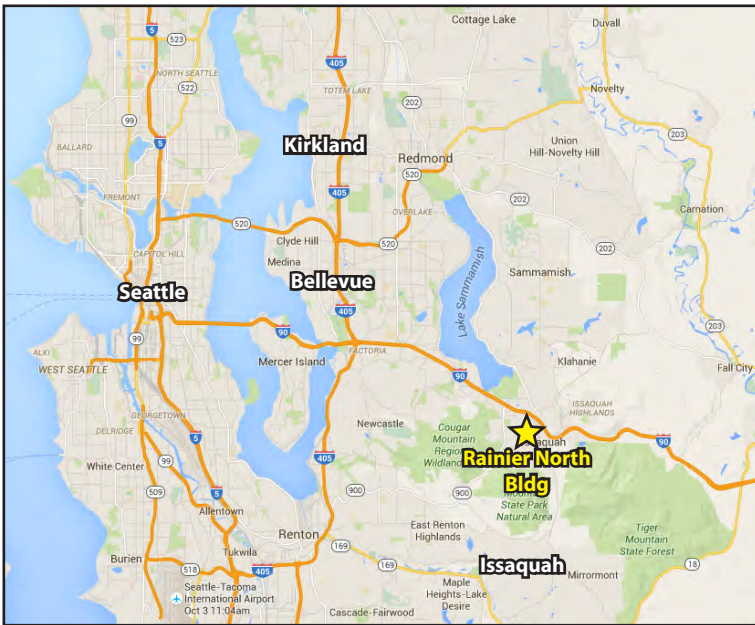 Cottage Lake
Duvall
5
523
405
NORTH SEATTLE
522
TOTEM LAKE
Novelty
99
202
203
5
BALLARD
Kirkland
Redmond
Union
Hill-Novelty Hill
520
405
202
FREMONT
OVERLAKE
Carnation
520
Clyde Hill
520
202
CAPITOL HILL
Medina
Lake Sammamish
Sammamish
Bellevue
Seattle
405
90
203
99
FACTORIA
ALKI
Mercer Island
Klahanie
Fall City
WEST SEATTLE
90
ISSAQUAH
HIGHLANDS
GEORGETOWN
Newcastle
Cougar
Mountain
DELRIDGE
5
90
405
Rainier North
Bldg
White Center
99
509
900
900
State Park
Natural Area
Allentown
East Renton
Highlands
Tiger
Mountain
State Forest
Renton
169
Tukwila
Burien
518
405
169
Issaquah
18
Mirrormont
Seattle-Tacoma
International Airport
Oct 3 11:04am
Maple
Heights-Lake
Desire
Cascade-Fairwood